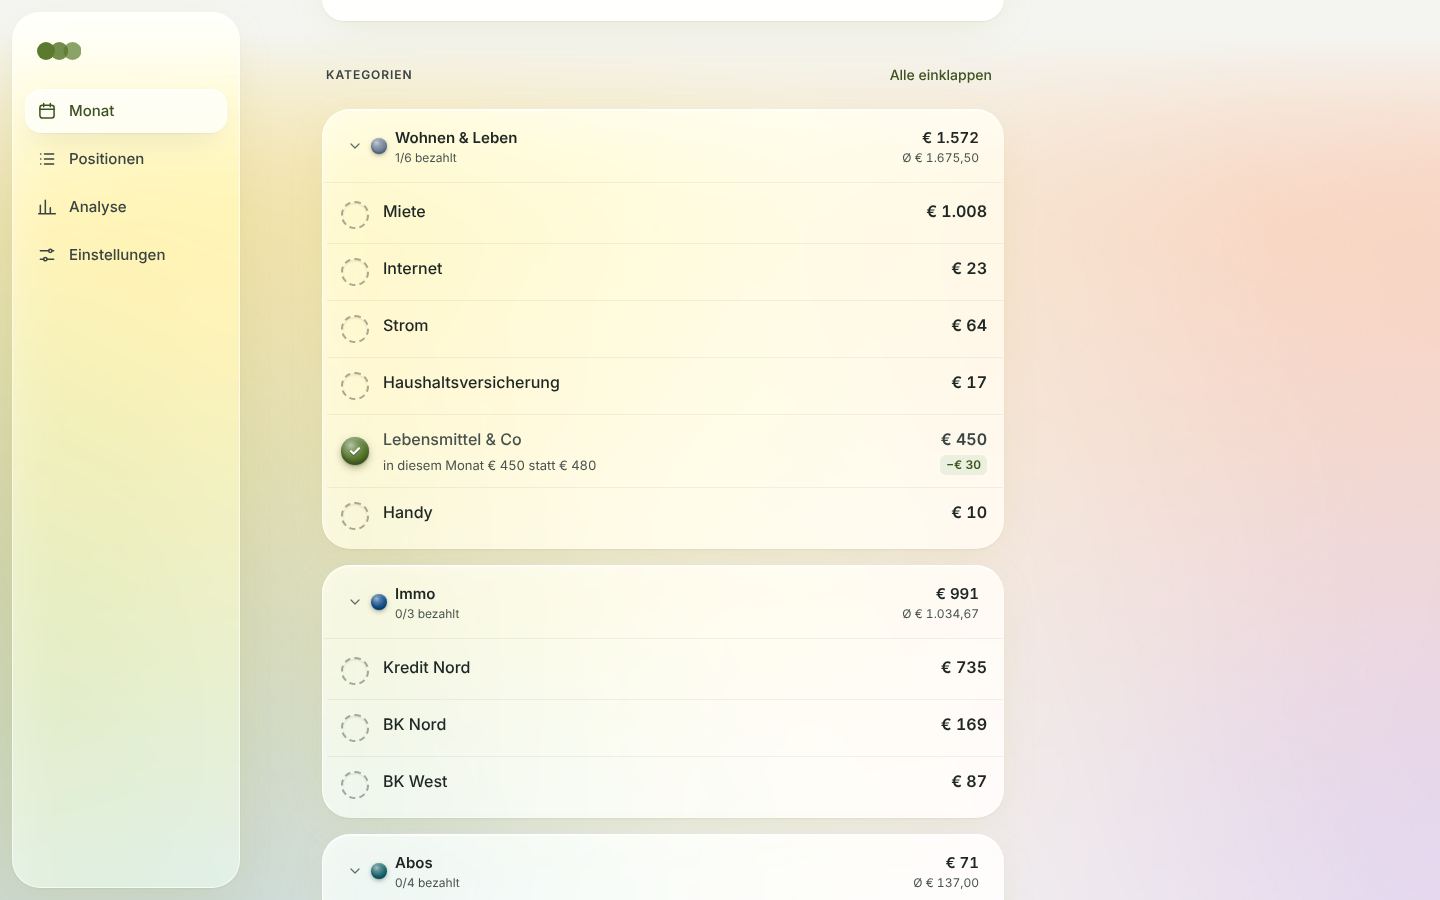 Monat
Positionen
Analyse
Einstellungen
KATEGORIEN
Alle einklappen
Wohnen & Leben
€ 1.572
1/6 bezahlt
Ø € 1.675,50
Miete
€ 1.008
Internet
€ 23
Strom
€ 64
Haushaltsversicherung
€ 17
Lebensmittel & Co
€ 450
in diesem Monat € 450 statt € 480
−€ 30
Handy
€ 10
Immo
€ 991
0/3 bezahlt
Ø € 1.034,67
Kredit Nord
€ 735
BK Nord
€ 169
BK West
€ 87
Abos
€ 71
0/4 bezahlt
Ø € 137,00